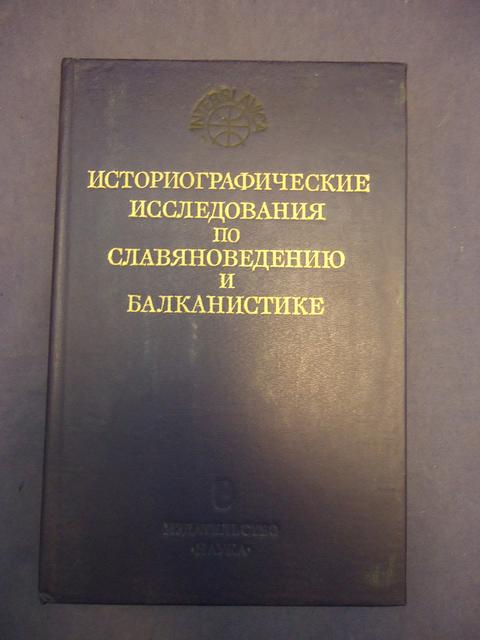 INTERSLAVICA
ИСТОРИОГРАФИЧЕСКИЕ
ИССЛЕДОВАНИЯ
ПО
СЛАВЯНОВЕДЕНИЮ
И
БАЛКАНИСТИКЕ
ИЗДАТЕЛЬСТВО
«НАУКА»